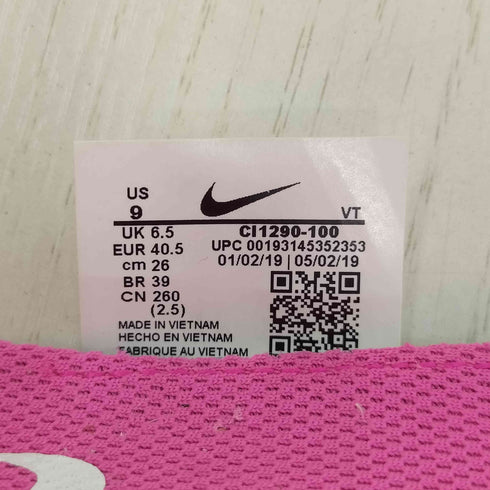 US
9
VT
UK 6.5
CI1290-100
EUR 40.5
UPC 00193145352353
cm 26
01/02/19 | 05/02/19
BR 39
CN 260
(2.5)
MADE IN VIETNAM
HECHO EN VIETNAM
FABRIQUE AU VIETNAM